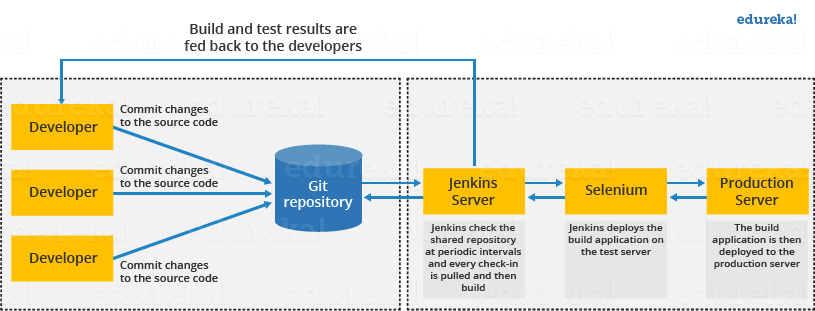 edureka!
Build and test results are
fed back to the developers
Commit changes
to the source code
Developer
Commit changes
to the source code
Developer
Developer
Commit changes
to the source code
Git
repository
Jenkins
Server
Selenium
Production
Server
Jenkins check the
shared repository
at periodic intervals
and every check-in
is pulled and then
build
Jenkins deploys the
build application on
the test server
The build
application is then
deployed to the
production server